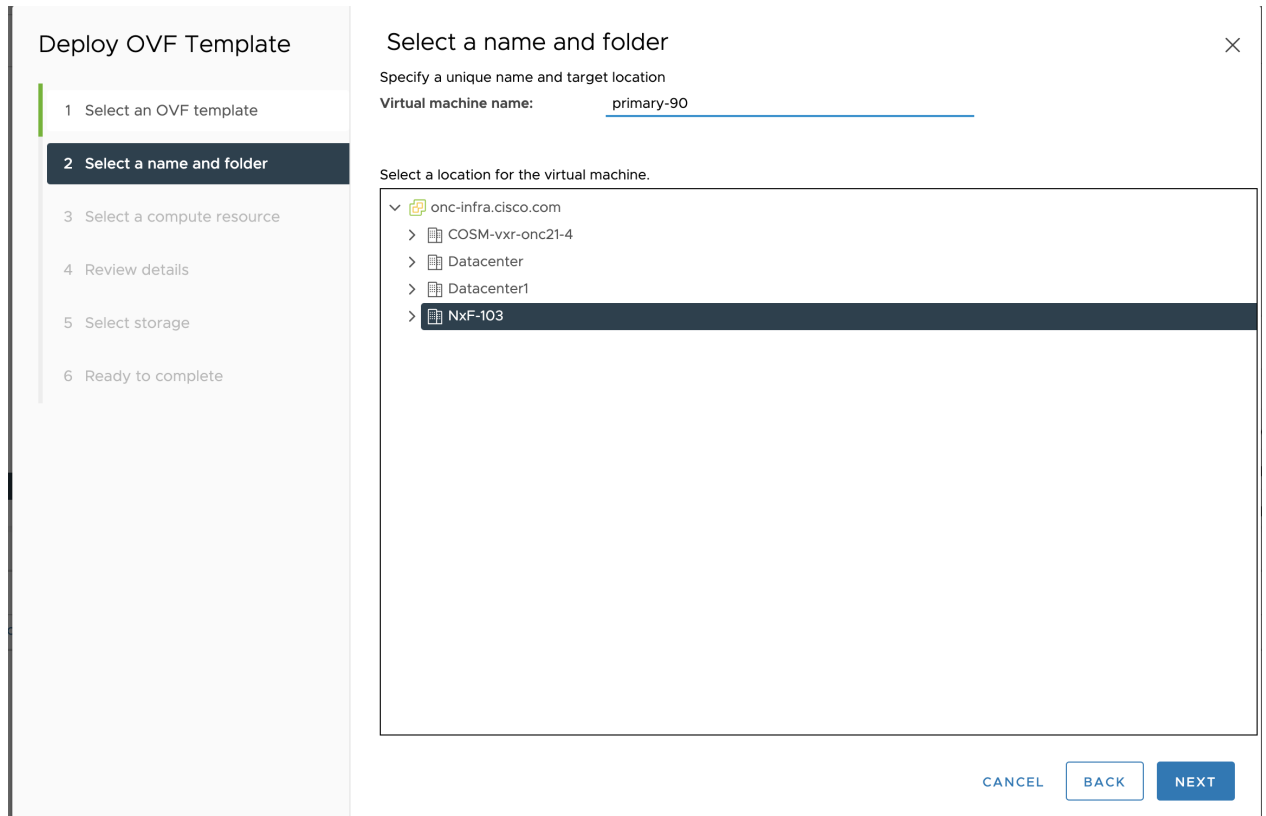 Deploy OVF Template
1 Select an OVF template
2 Select a name and folder
3 Select a compute resource
4 Review details
5 Select storage
6 Ready to complete
Select a name and folder
Specify a unique name and target location
Virtual machine name: primary-90
Select a location for the virtual machine.
onc-infra.cisco.com
COSM-vxr-onc21-4
Datacenter
Datacenter1
NxF-103
CANCEL BACK NEXT